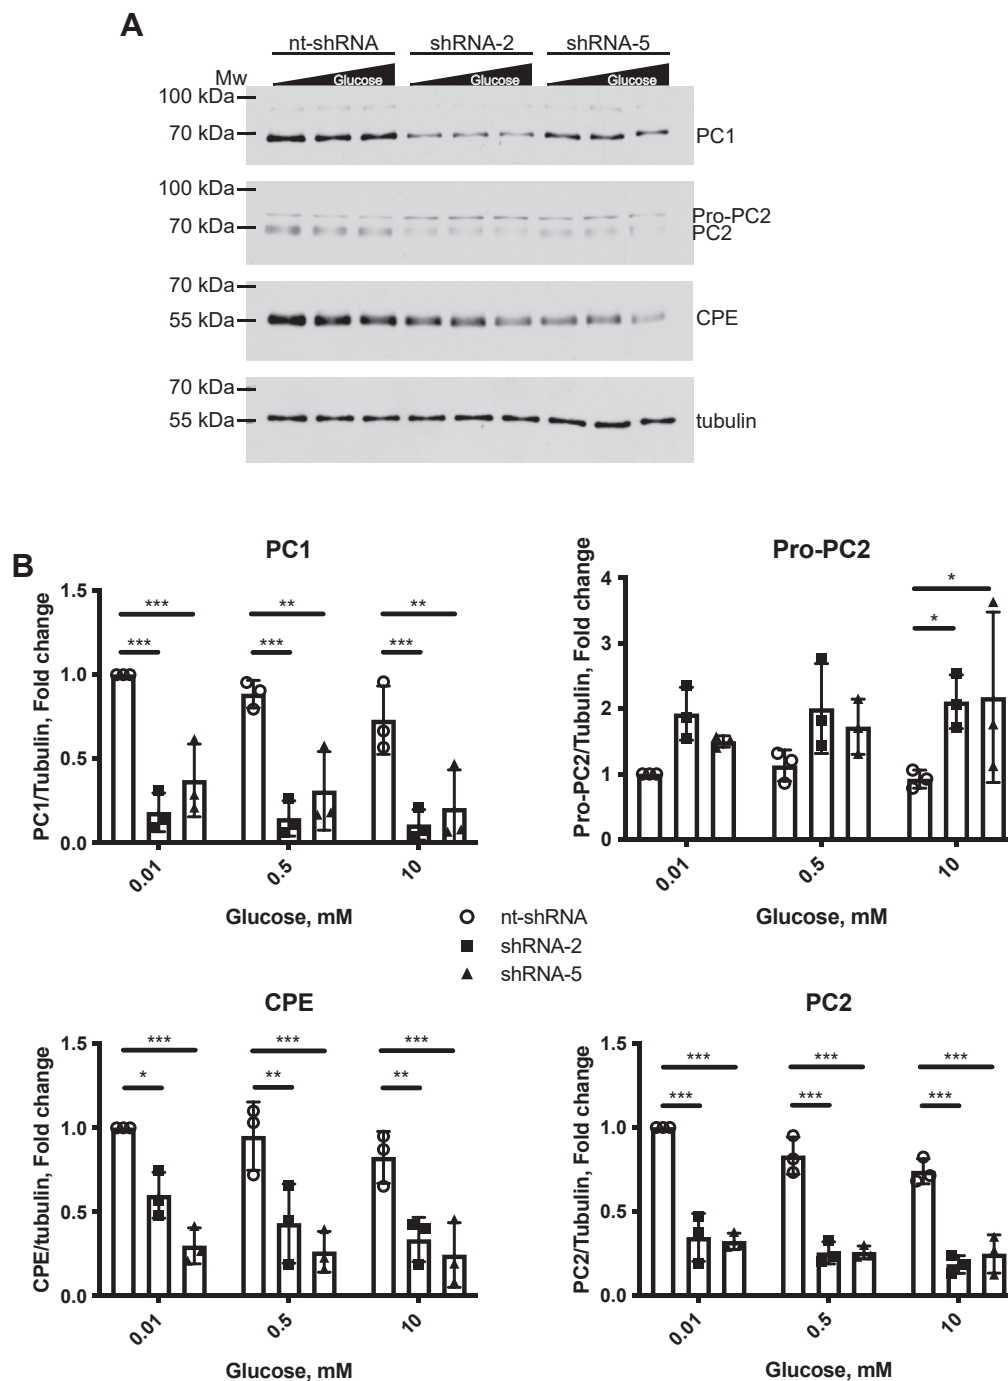 A
nt-shRNA shRNA-2 shRNA-5
Mw Glucose Glucose Glucose
100 kDa
70 kDa PC1
100 kDa
Pro-PC2
70 kDa PC2
70 kDa
55 kDa CPE
70 kDa
55 kDa tubulin
B
PC1
PC1/Tubulin, Fold change
1.5
1.0
0.5
0.0
*** ** **
*** *** ***
0.01 0.5 10
Glucose, mM
Pro-PC2
Pro-PC2/Tubulin, Fold change
4
3
2
1
0
*
*
0.01 0.5 10
Glucose, mM
nt-shRNA
shRNA-2
shRNA-5
CPE
CPE/tubulin, Fold change
1.5
1.0
0.5
0.0
*** *** ***
* ** **
0.01 0.5 10
Glucose, mM
PC2
PC2/Tubulin, Fold change
1.5
1.0
0.5
0.0
*** *** ***
*** *** ***
0.01 0.5 10
Glucose, mM